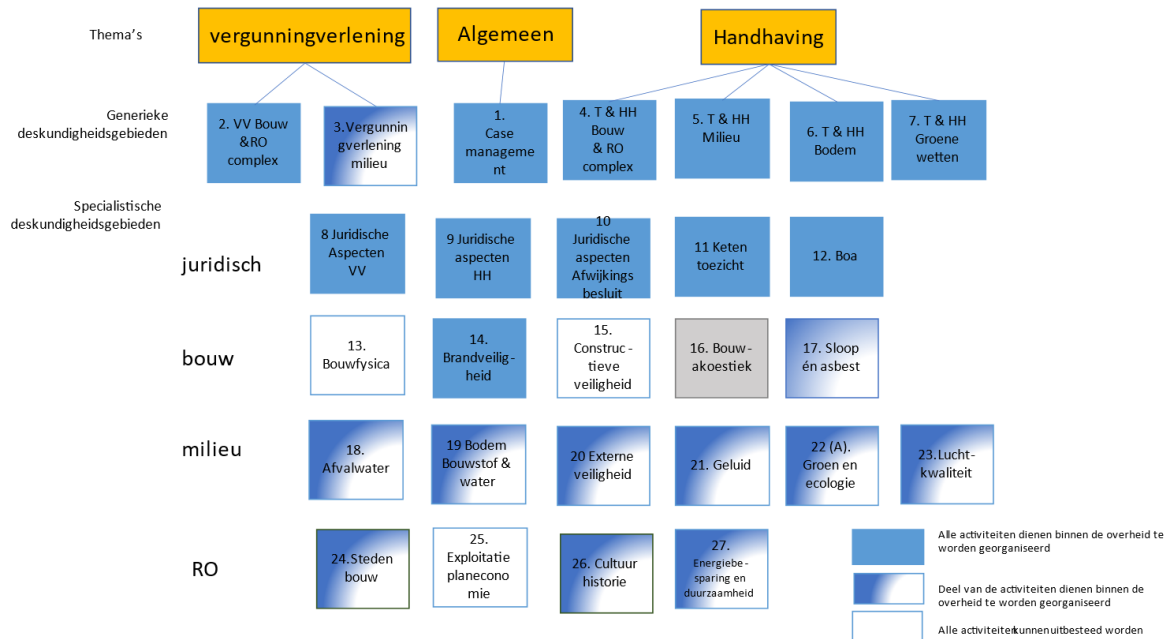 Thema's
vergunningverlening
Algemeen
Handhaving
Generieke
deskundigheidsgebieden
2. VV Bouw
&RO
complex
3.Vergunnin
gverlening
milieu
1.
Case
manageme
nt
4. T & HH
Bouw
& RO
complex
5. T & HH
Milieu
6. T & HH
Bodem
7. T & HH
Groene
wetten
Specialistische
deskundigheidsgebieden
juridisch
8 Juridische
Aspecten
VV
9 Juridische
aspecten
HH
10
Juridische
aspecten
Afwijkings
besluit
11 Keten
toezicht
12. Boa
bouw
13.
Bouwfysica
14.
Brandveilig-
heid
15.
Construc-
tieve
veiligheid
16. Bouw-
akoestiek
17. Sloop
én asbest
milieu
18.
Afvalwater
19 Bodem
Bouwstof &
water
20 Externe
veiligheid
21. Geluid
22 (A).
Groen en
ecologie
23.Lucht-
kwaliteit
RO
24.Steden
bouw
25.
Exploitatie
planecono
mie
26. Cultuur
historie
27.
Energiebe-
sparing en
duurzaamheid
Alle activiteiten dienen binnen de overheid te
worden georganiseerd
Deel van de activiteiten dienen binnen de
overheid te worden georganiseerd
Alle activiteiten kunnen uitbesteed worden